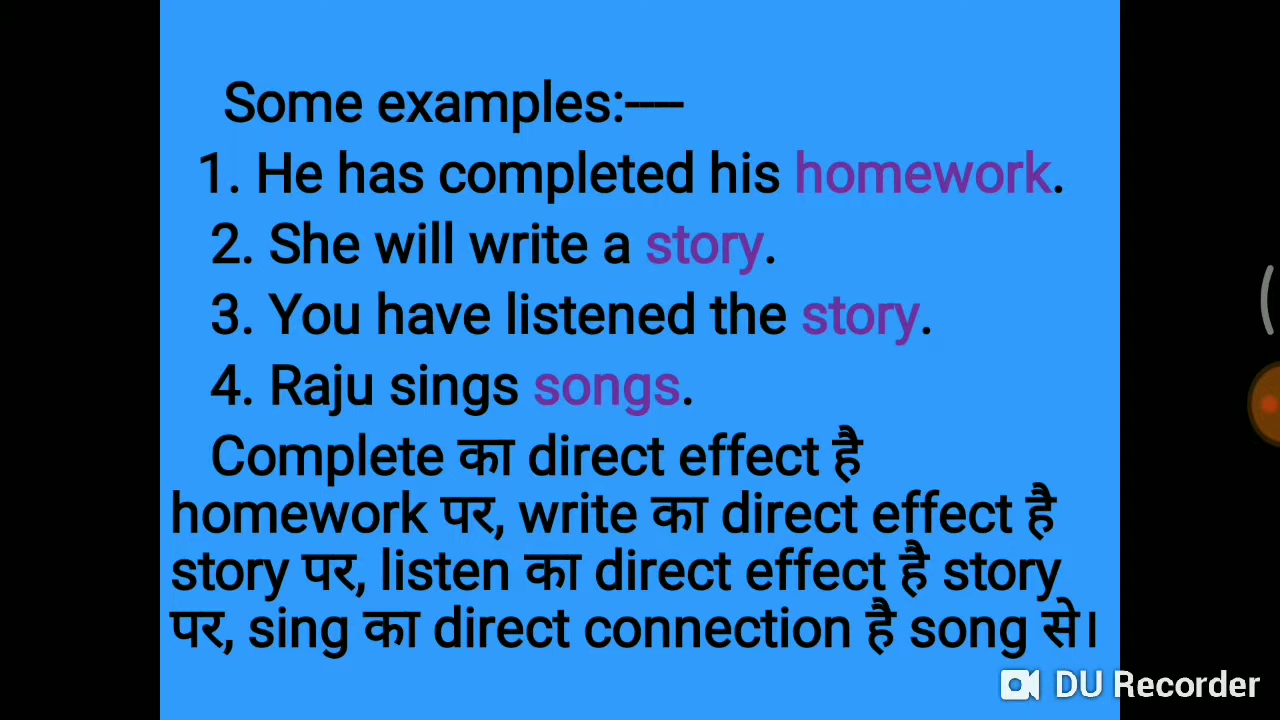 Some examples:----
1. He has completed his homework.
2. She will write a story.
3. You have listened the story.
4. Raju sings songs.
Complete का direct effect है
homework पर, write का direct effect है
story पर, listen का direct effect है story
पर, sing का direct connection है song से।
DU Recorder